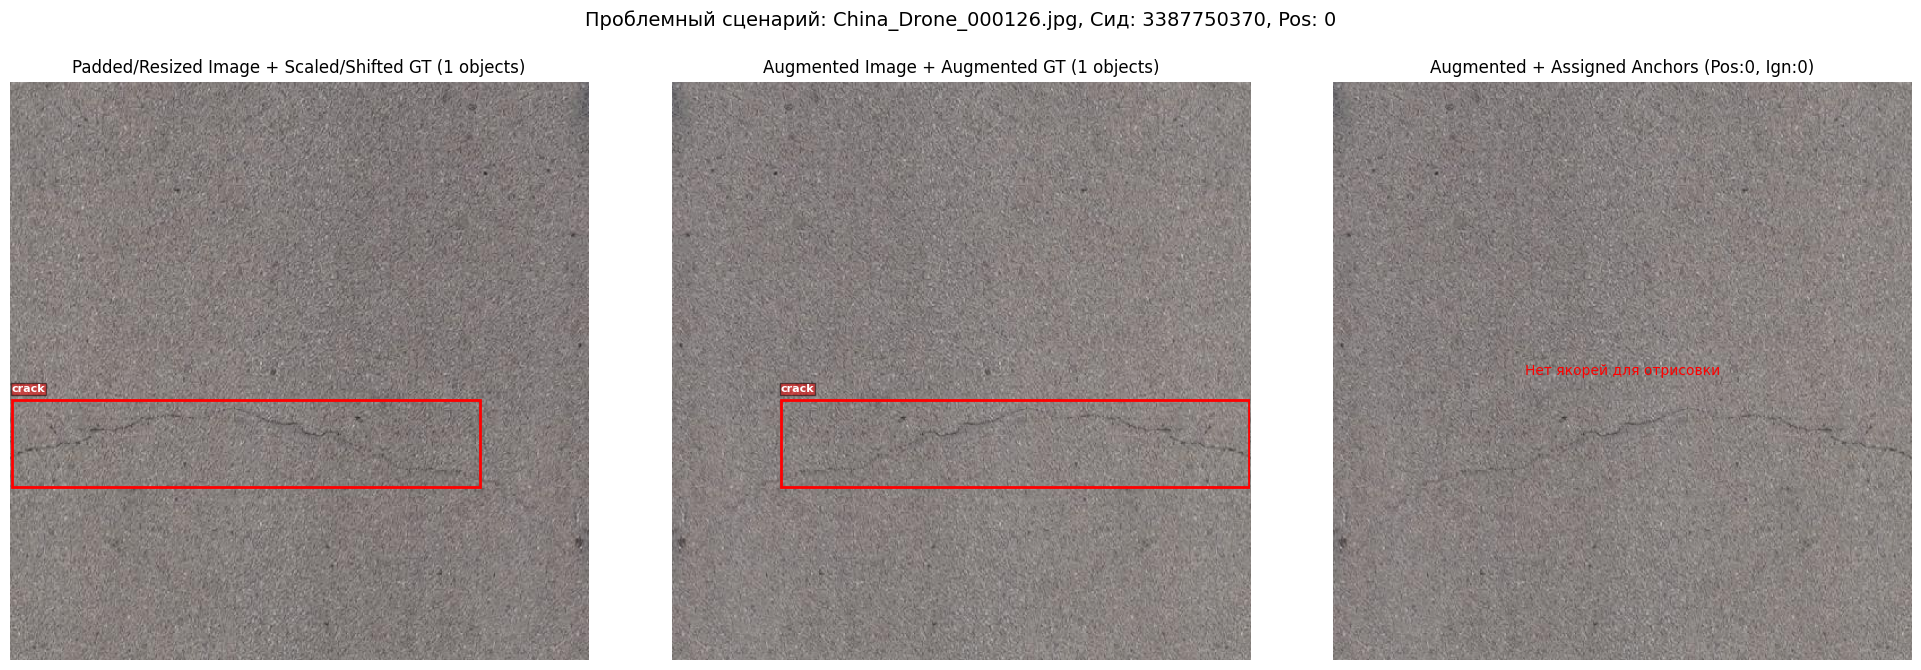 Проблемный сценарий: China_Drone_000126.jpg, Сид: 3387750370, Pos: 0
Padded/Resized Image + Scaled/Shifted GT (1 objects)
Augmented Image + Augmented GT (1 objects)
Augmented + Assigned Anchors (Pos:0, Ign:0)
crack
crack
Нет якорей для отрисовки